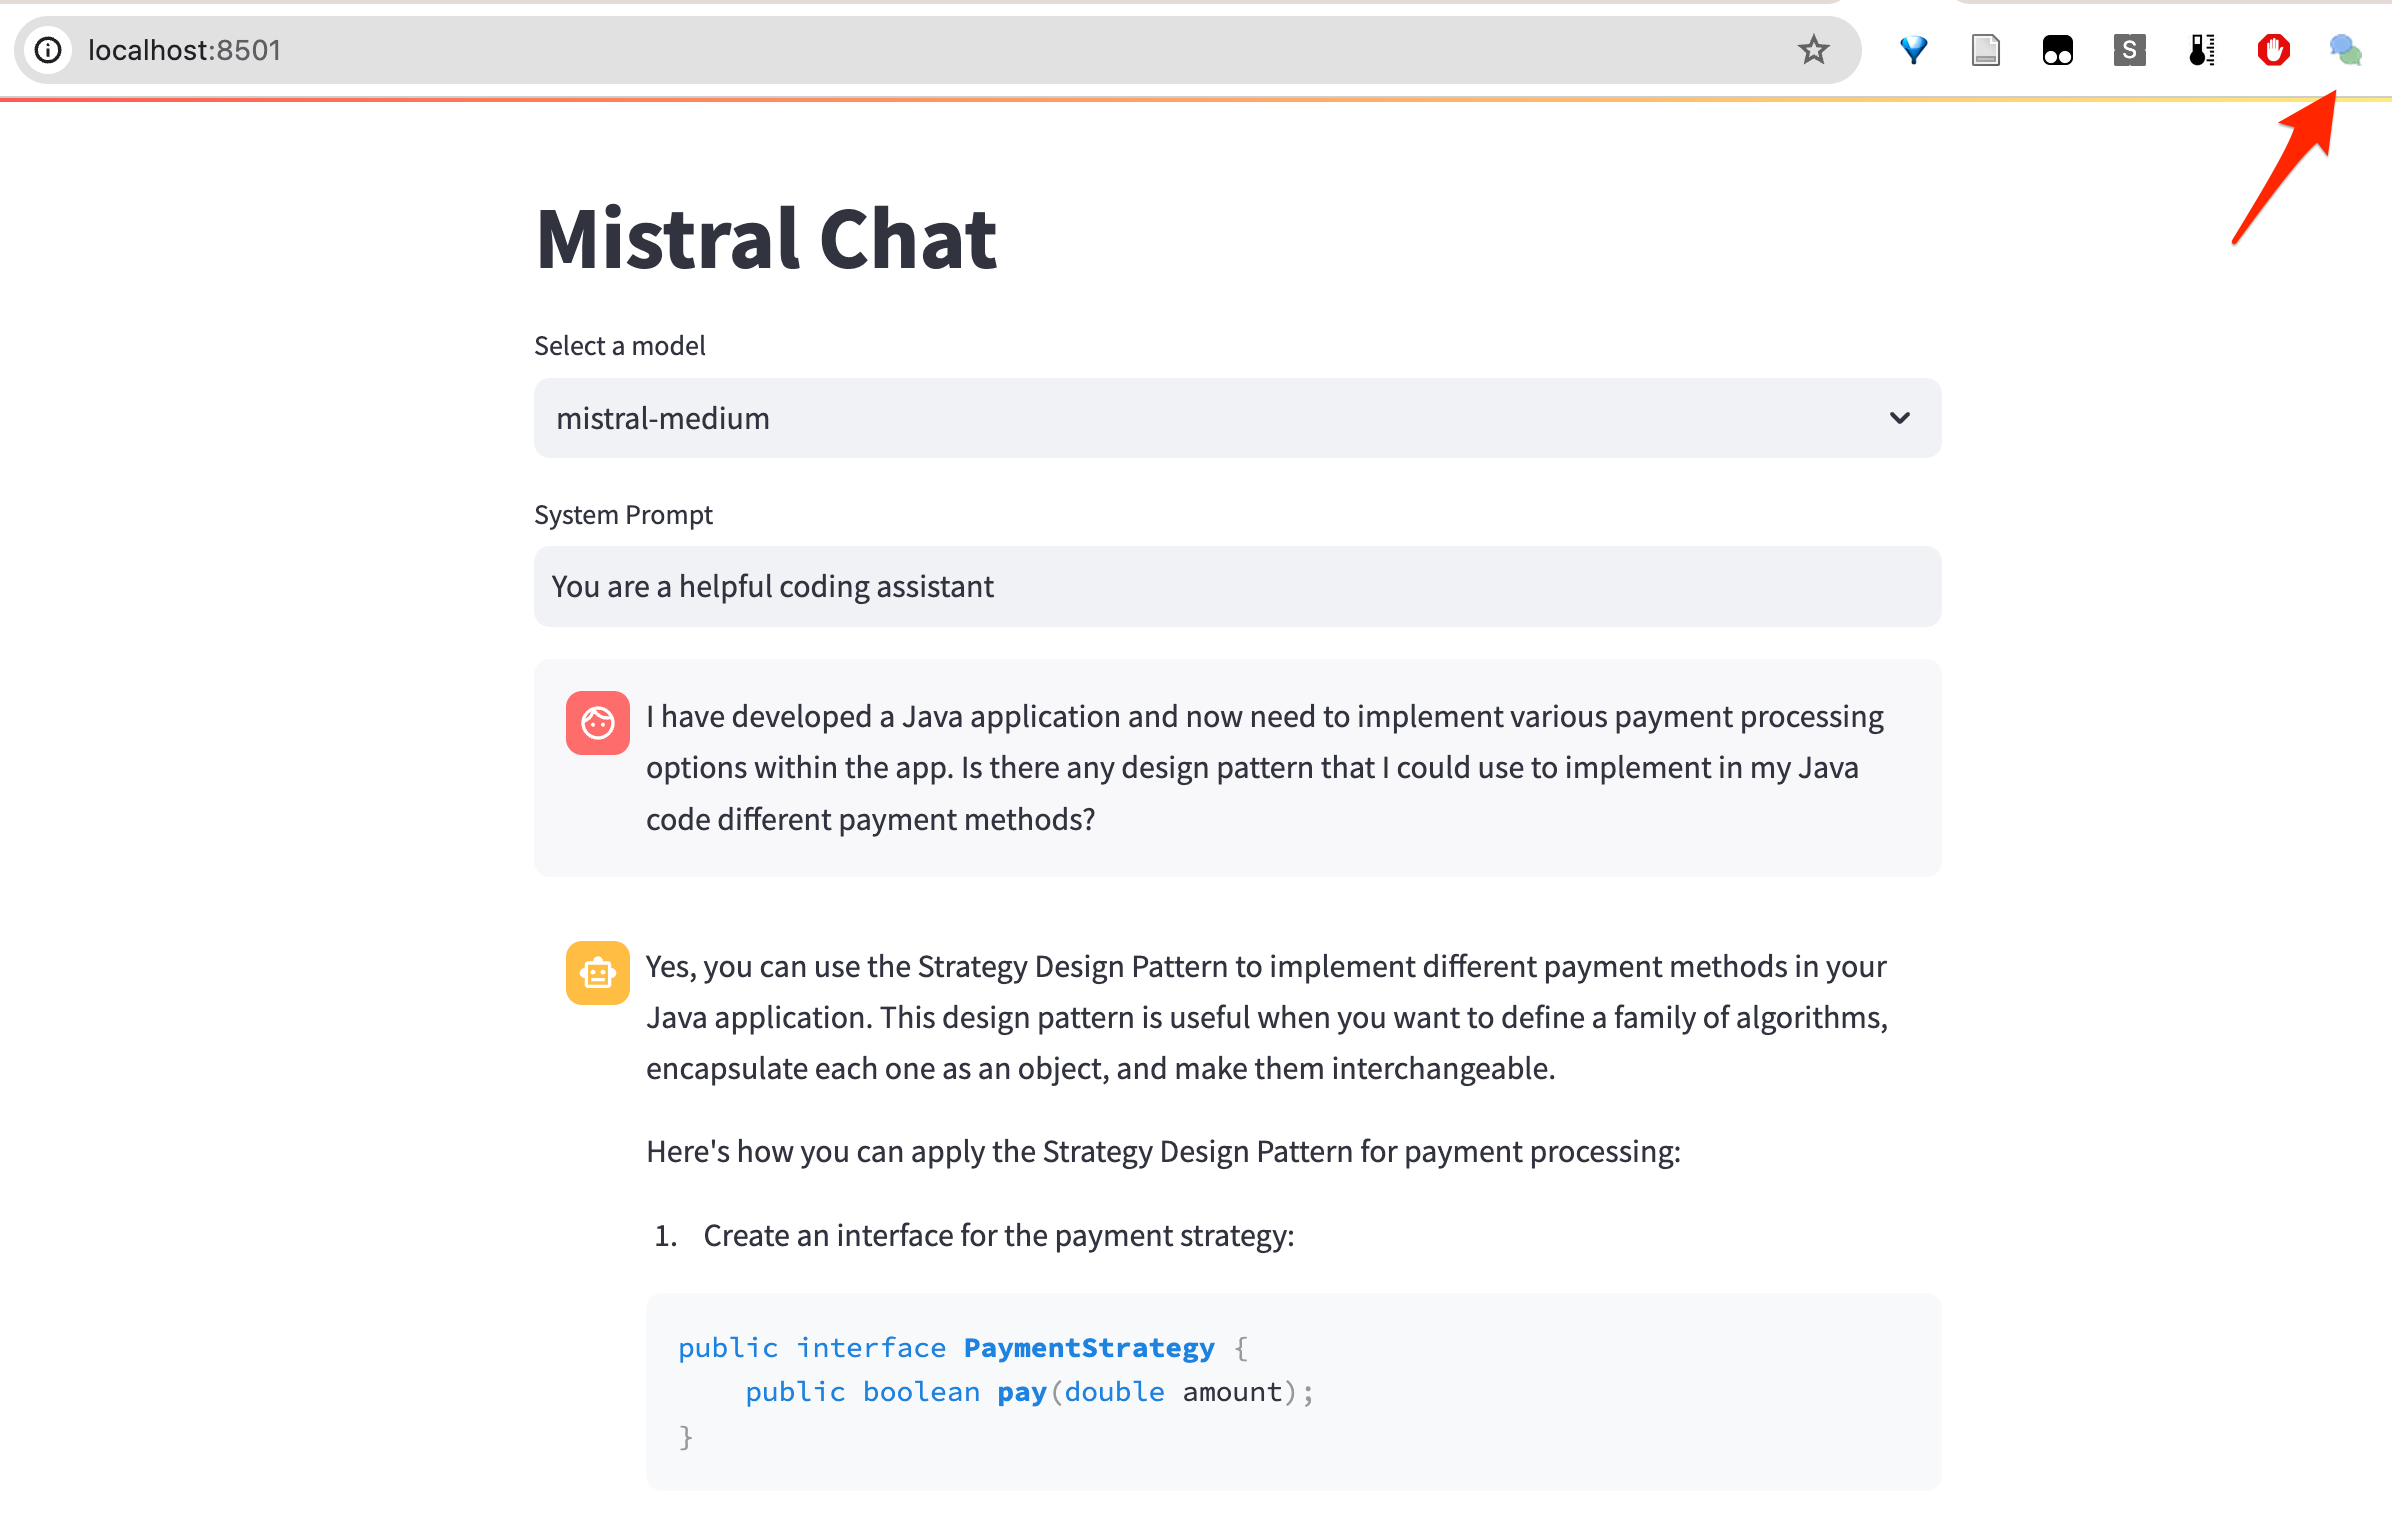 localhost:8501
S
Mistral Chat
Select a model
mistral-medium
System Prompt
You are a helpful coding assistant
I have developed a Java application and now need to implement various payment processing
options within the app. Is there any design pattern that I could use to implement in my Java
code different payment methods?
Yes, you can use the Strategy Design Pattern to implement different payment methods in your
Java application. This design pattern is useful when you want to define a family of algorithms,
encapsulate each one as an object, and make them interchangeable.
Here's how you can apply the Strategy Design Pattern for payment processing:
1. Create an interface for the payment strategy:
public interface PaymentStrategy {
    public boolean pay(double amount);
}